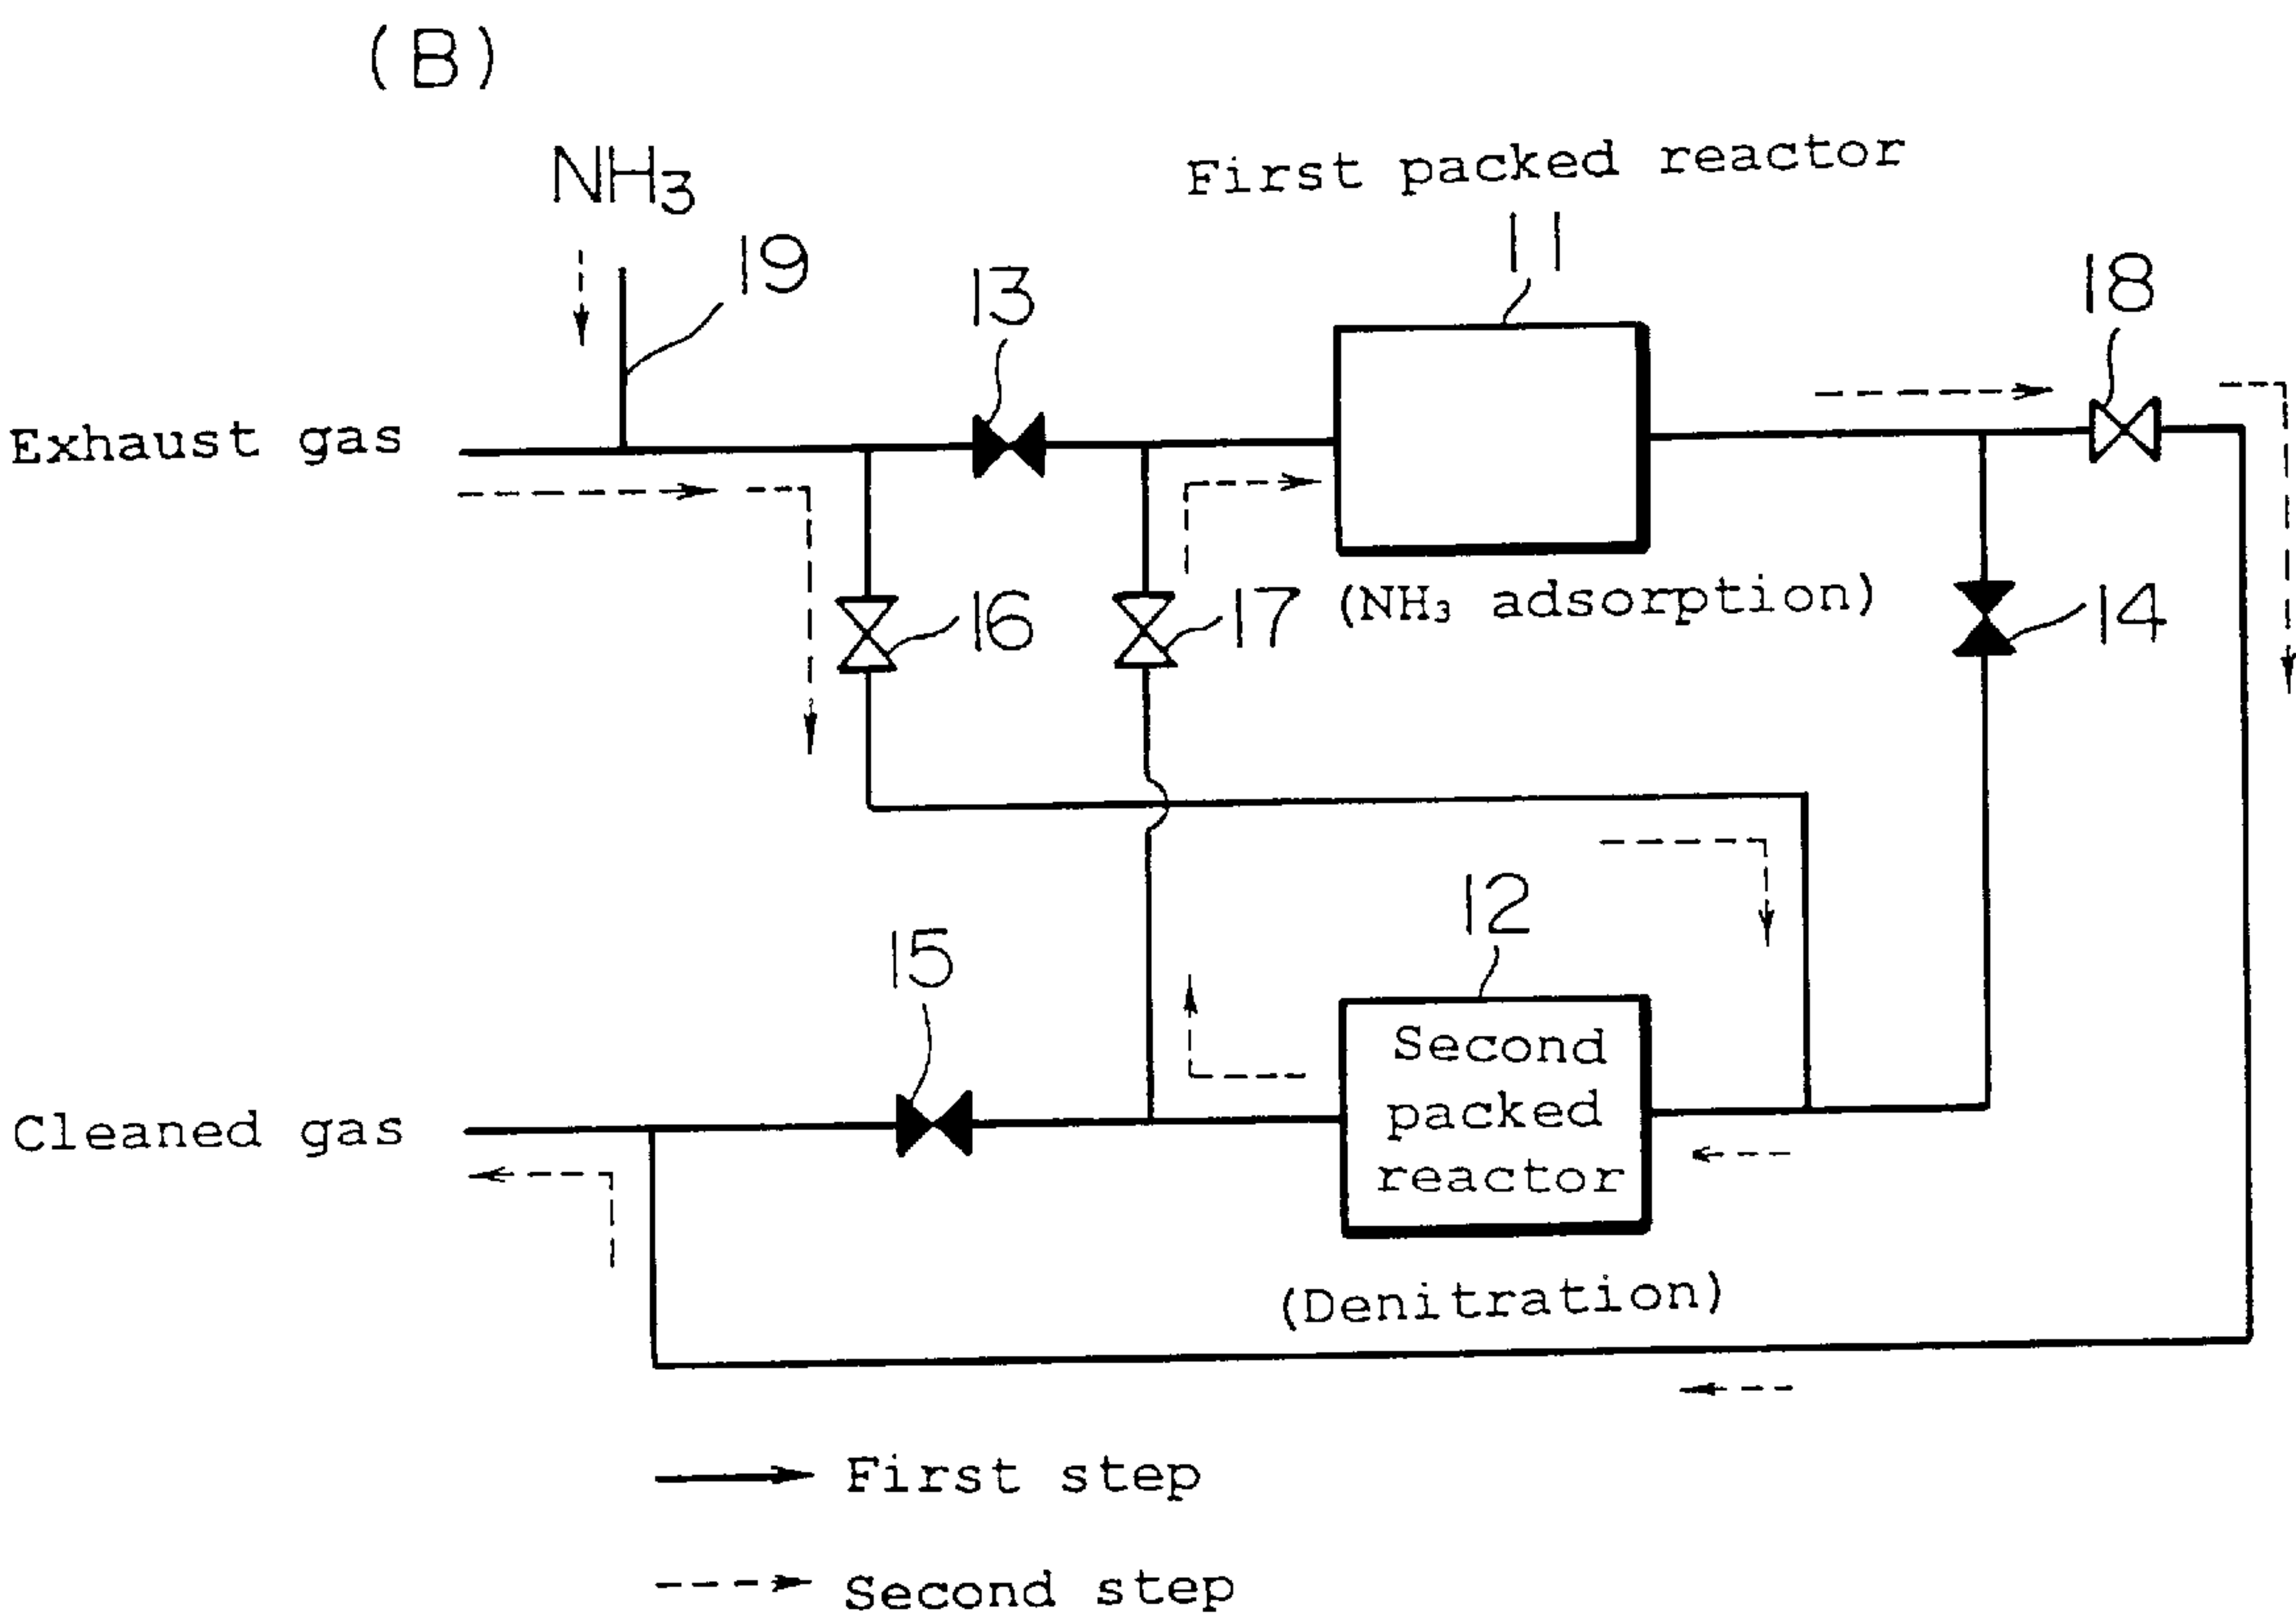 (B)
NH₃
First packed reactor
19
13
11
18
Exhaust gas
16
17
(NH₃ adsorption)
14
15
12
Second
packed
reactor
Cleaned gas
(Denitration)
First step
Second step